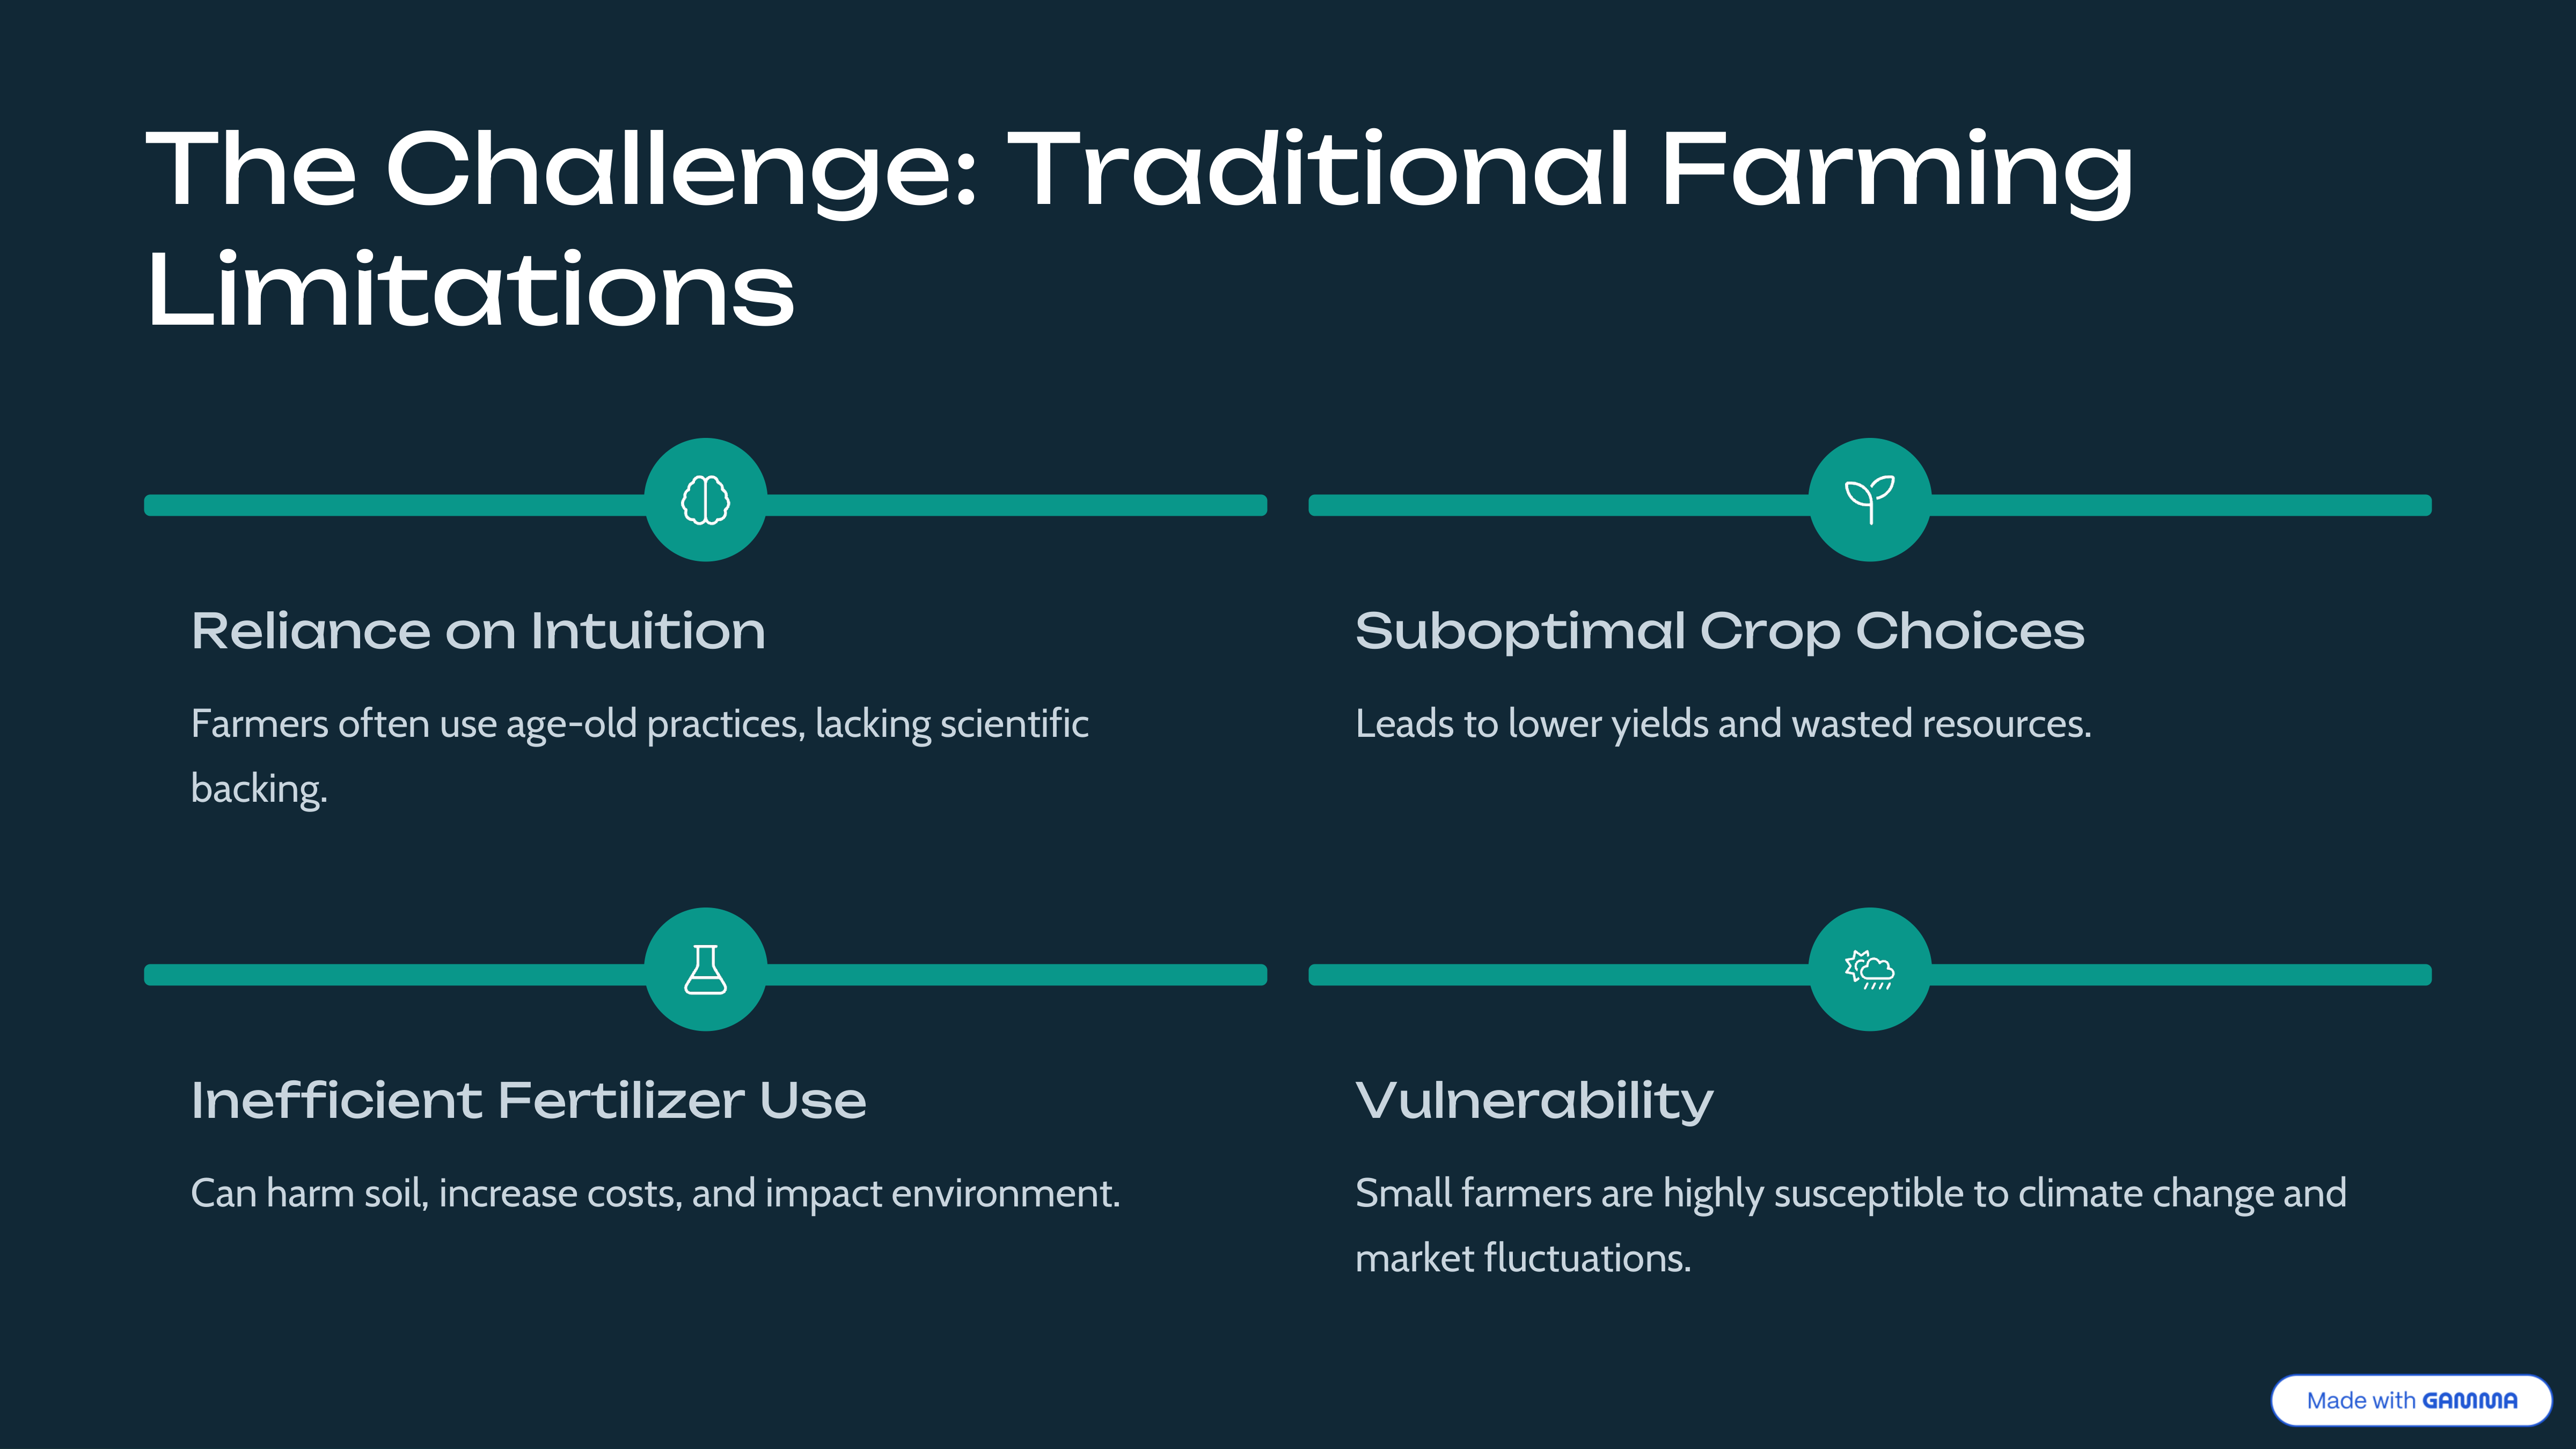 The Challenge: Traditional Farming
Limitations
Reliance on Intuition
Farmers often use age-old practices, lacking scientific
backing.
Suboptimal Crop Choices
Leads to lower yields and wasted resources.
Inefficient Fertilizer Use
Can harm soil, increase costs, and impact environment.
Vulnerability
Small farmers are highly susceptible to climate change and
market fluctuations.
Made with GAMMA